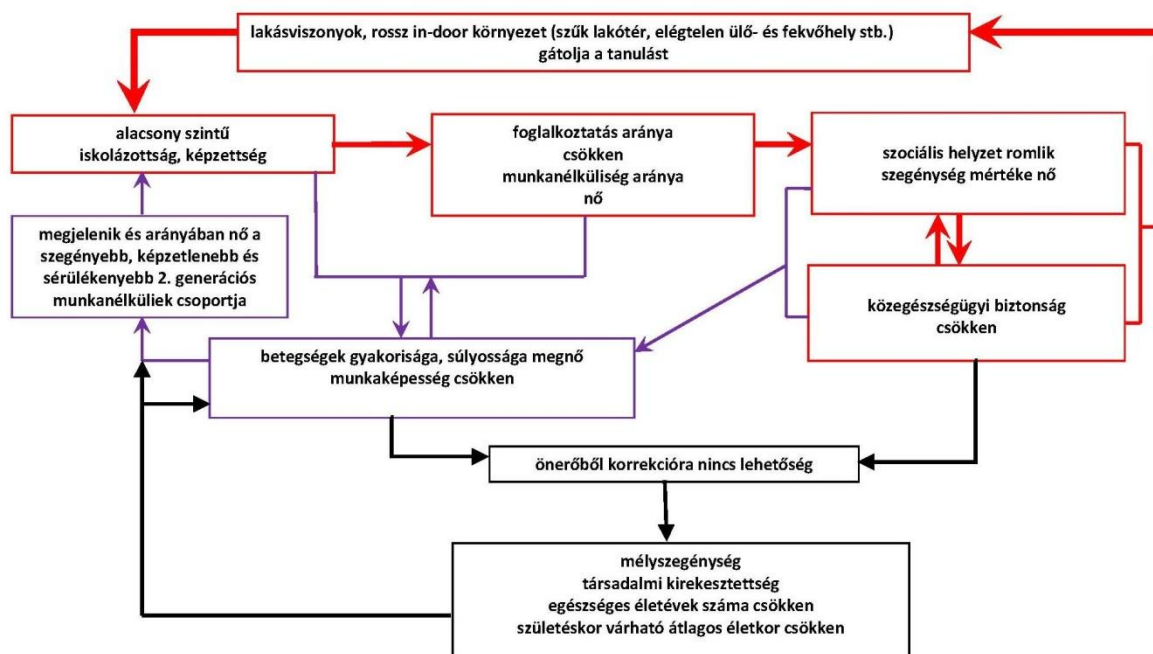 lakásviszonyok, rossz in-door környezet (szűk lakótér, elégtelen ülő- és fekvőhely stb.)
gátolja a tanulást
alacsony szintű
iskolázottság, képzettség
foglalkoztatás aránya
csökken
munkanélküliség aránya
nő
szociális helyzet romlik
szegénység mértéke nő
megjelenik és arányában nő a
szegényebb, képzetlenebb és
sérülékenyebb 2. generációs
munkanélküliek csoportja
közegészségügyi biztonság
csökken
betegségek gyakorisága, súlyossága megnő
munkaképesség csökken
önerőből korrekcióra nincs lehetőség
mélyszegénység
társadalmi kirekesztettség
egészséges életévek száma csökken
születéskor várható átlagos életkor csökken